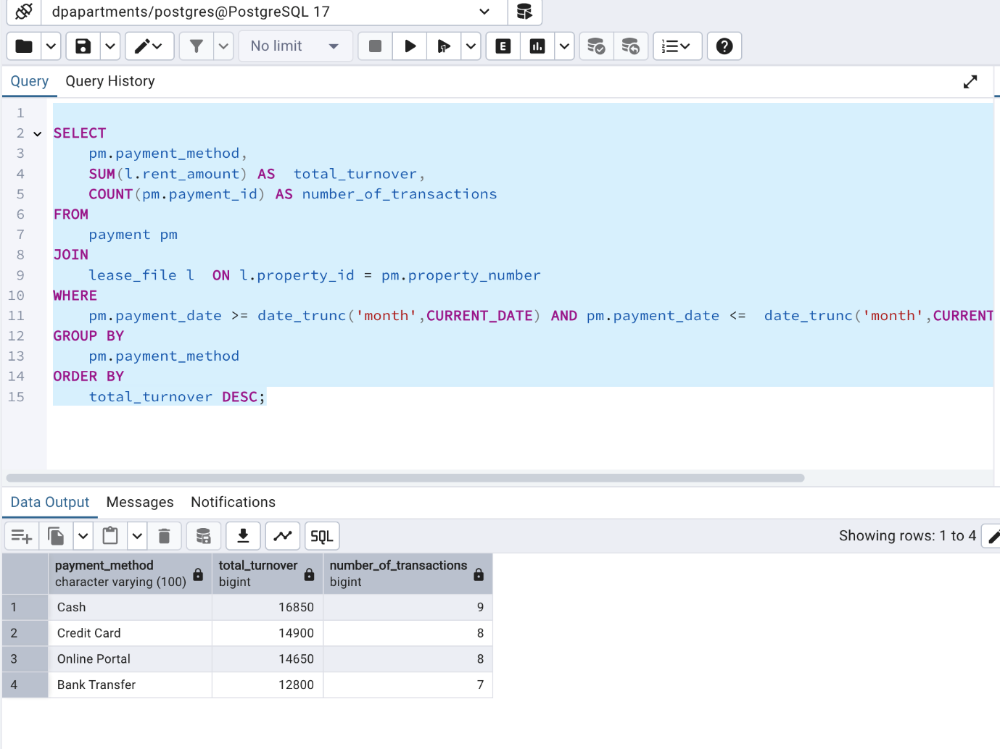 dpapartments/postgres@PostgreSQL 17
No limit
Query Query History
1
2 SELECT
3 pm.payment_method,
4 SUM(l.rent_amount) AS  total_turnover,
5 COUNT(pm.payment_id) AS number_of_transactions
6 FROM
7 payment pm
8 JOIN
9 lease_file l  ON l.property_id = pm.property_number
10 WHERE
11 pm.payment_date >= date_trunc('month',CURRENT_DATE) AND pm.payment_date <=  date_trunc('month',CURRENT
12 GROUP BY
13 pm.payment_method
14 ORDER BY
15 total_turnover DESC;
Data Output Messages Notifications
SQL Showing rows: 1 to 4
payment_method total_turnover number_of_transactions
character varying (100) bigint bigint
1 Cash 16850 9
2 Credit Card 14900 8
3 Online Portal 14650 8
4 Bank Transfer 12800 7